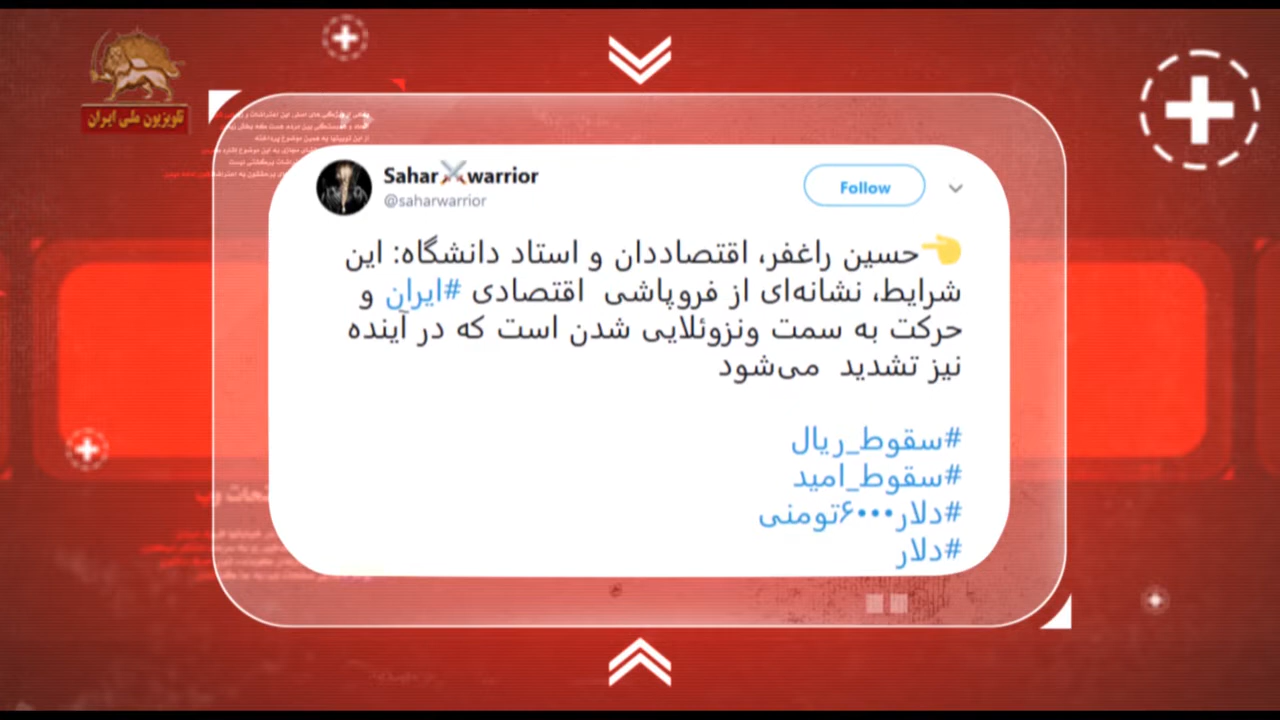 تلویزیون ملی ایران
Sahar⚔warrior
@saharwarrior
Follow
👈حسین راغفر، اقتصاددان و استاد دانشگاه: این
شرایط، نشانه‌ای از فروپاشی اقتصادی #ایران و
حرکت به سمت ونزوئلایی شدن است که در آینده
نیز تشدید می‌شود
#سقوط_ریال
#سقوط_امید
#دلار۶۰۰۰تومنی
#دلار